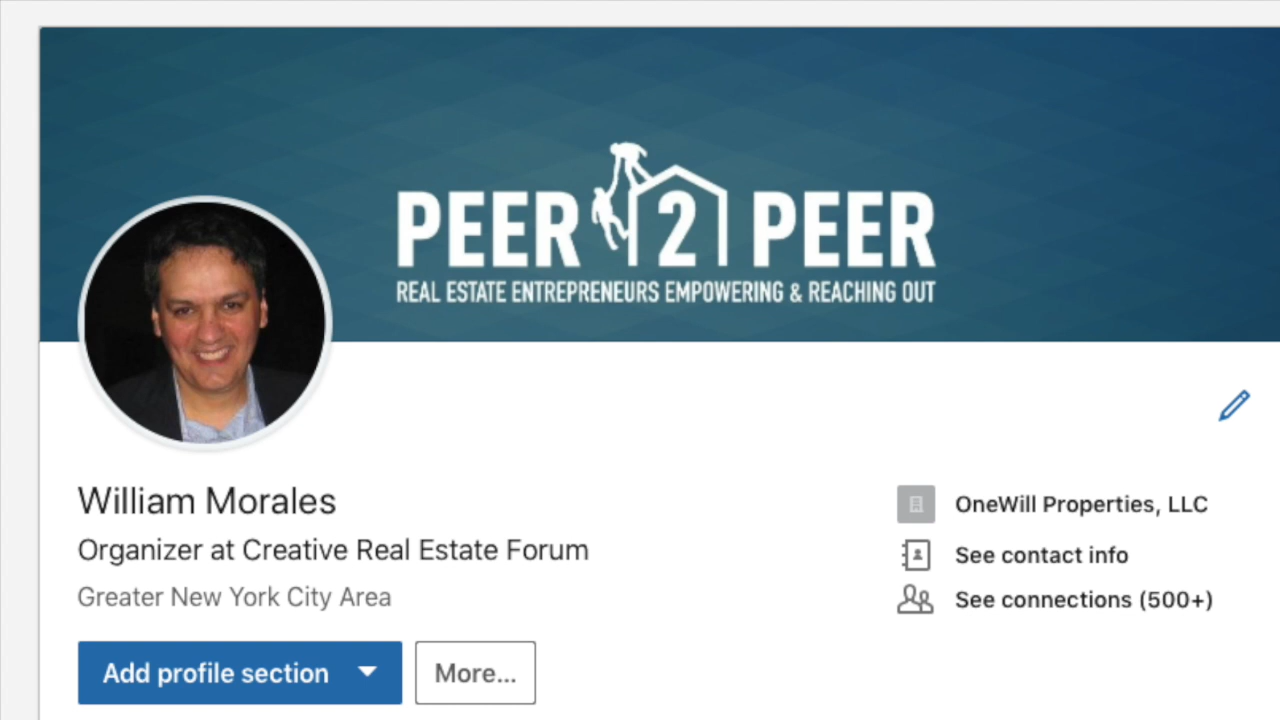 PEER 2 PEER
REAL ESTATE ENTREPRENEURS EMPOWERING & REACHING OUT
William Morales
Organizer at Creative Real Estate Forum
Greater New York City Area
Add profile section
More...
OneWill Properties, LLC
See contact info
See connections (500+)